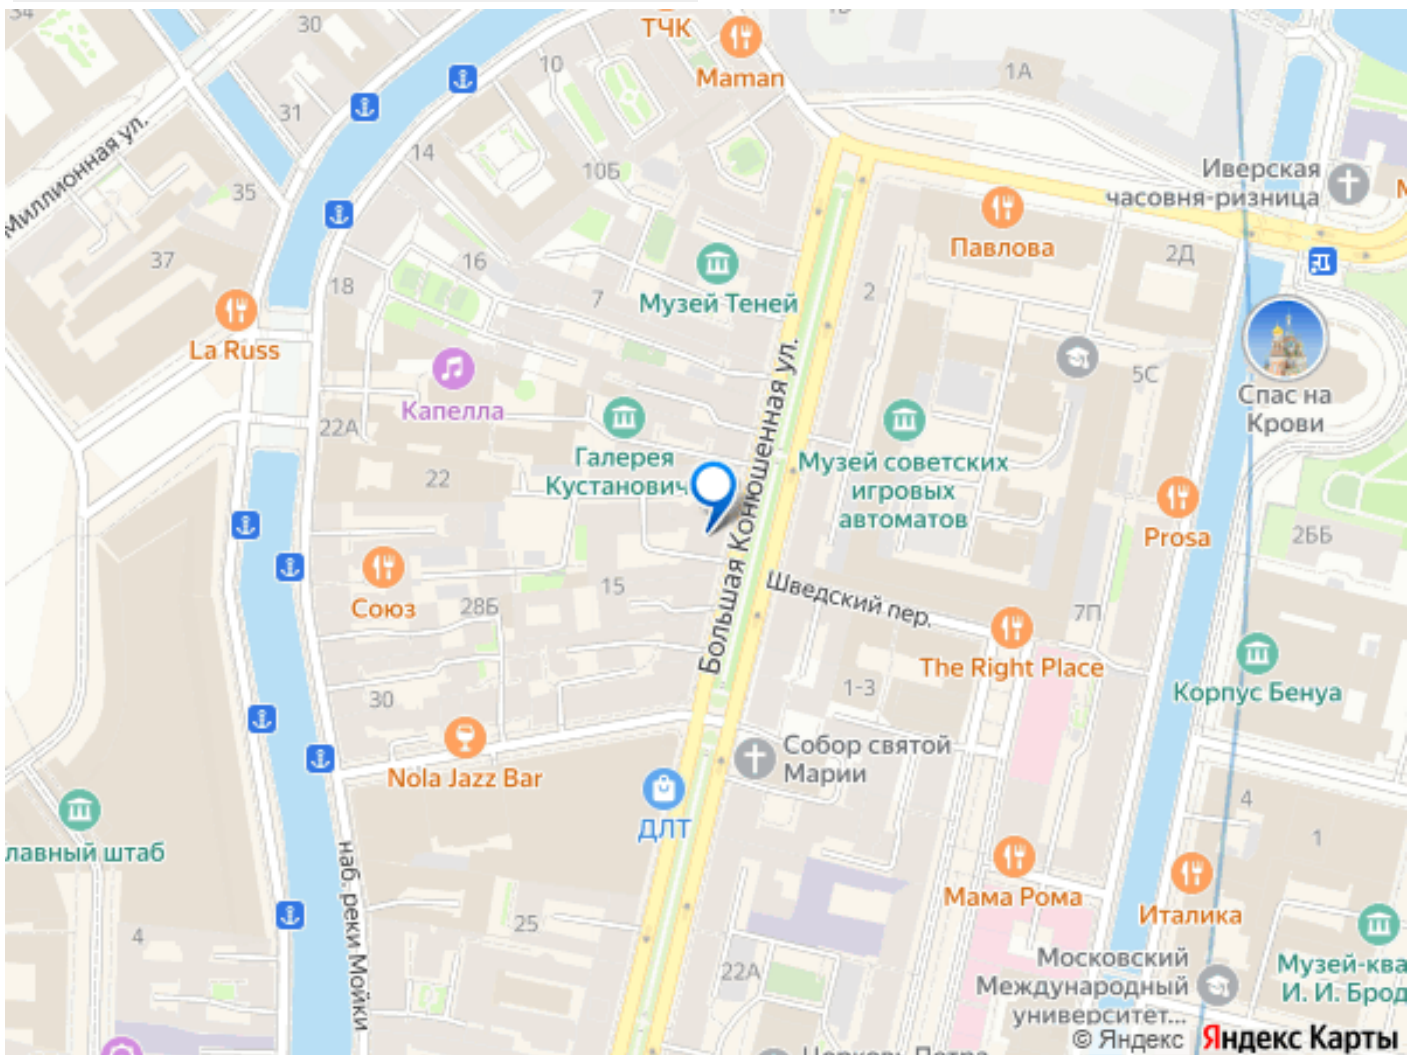 34
30
ТЧК
Maman
10
1А
31
Миллионная ул.
14
10Б
35
Иверская
часовня-ризница
Павлова
2Д
37
16
18
7
Музей Теней
2
La Russ
Капелла
5С
Спас на
Крови
22А
Большая Конюшенная ул.
Галерея
Кустанович
Музей советских
игровых
автоматов
22
Prosa
2ББ
Союз
28Б
15
Шведский пер.
7П
The Right Place
Корпус Бенуа
1-3
30
Nola Jazz Bar
Собор святой
Марии
ДЛТ
4
1
лавный штаб
наб. реки Мойки
Мама Рома
Италика
25
4
22А
Московский
Международный
университет...
Музей-ква
И. И. Брод
© Яндекс
Яндекс Карты